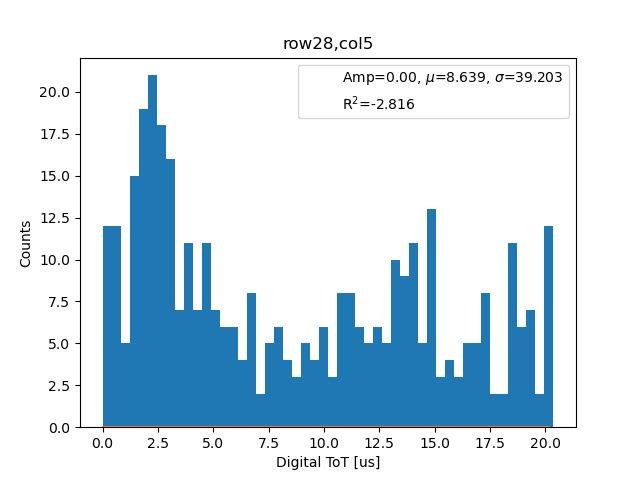 row28,col5
Amp=0.00, μ=8.639, σ=39.203
R²=-2.816
20.0
17.5
15.0
12.5
10.0
7.5
5.0
2.5
0.0
Counts
0.0 2.5 5.0 7.5 10.0 12.5 15.0 17.5 20.0
Digital ToT [us]